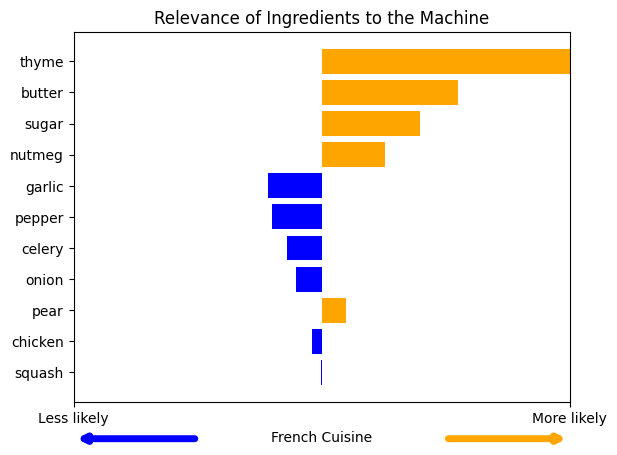 Relevance of Ingredients to the Machine
thyme
butter
sugar
nutmeg
garlic
pepper
celery
onion
pear
chicken
squash
Less likely
More likely
French Cuisine